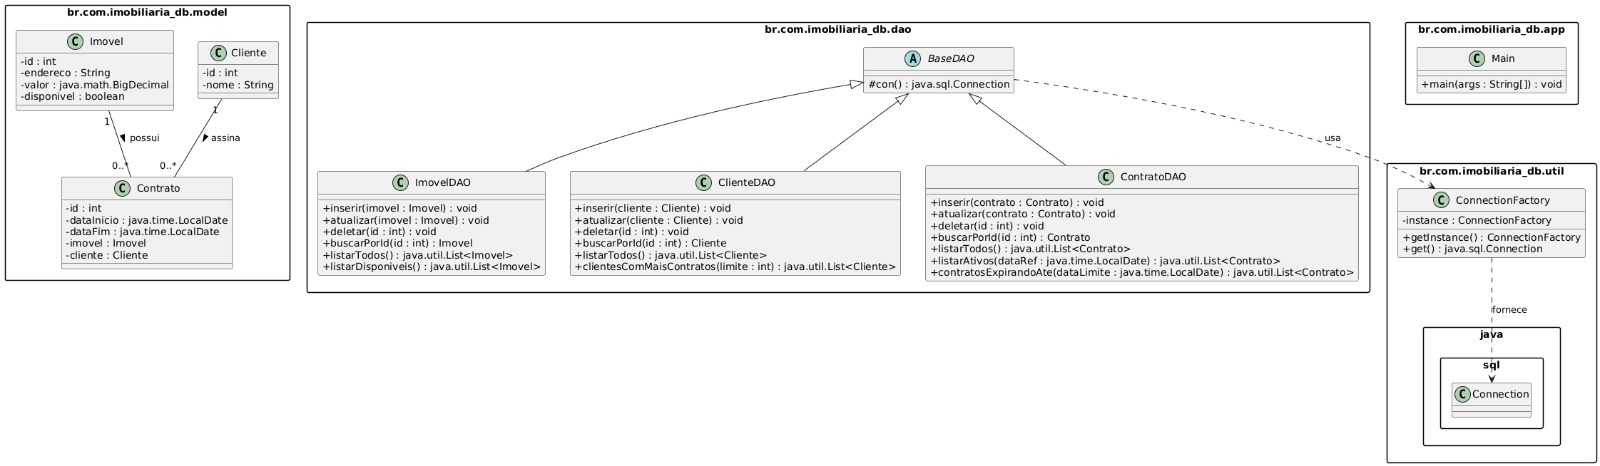 br.com.imobiliaria_db.model
C Imovel
-id : int
-endereco : String
-valor : java.math.BigDecimal
-disponivel : boolean
C Cliente
-id : int
-nome : String
1
possui
0..*
1
assina
0..*
C Contrato
-id : int
-dataInicio : java.time.LocalDate
-dataFim : java.time.LocalDate
-imovel : Imovel
-cliente : Cliente
br.com.imobiliaria_db.dao
A BaseDAO
#con() : java.sql.Connection
C ImovelDAO
+inserir(imovel : Imovel) : void
+atualizar(imovel : Imovel) : void
+deletar(id : int) : void
+buscarPorId(id : int) : Imovel
+listarTodos() : java.util.List<Imovel>
+listarDisponiveis() : java.util.List<Imovel>
C ClienteDAO
+inserir(cliente : Cliente) : void
+atualizar(cliente : Cliente) : void
+deletar(id : int) : void
+buscarPorId(id : int) : Cliente
+listarTodos() : java.util.List<Cliente>
+clientesComMaisContratos(limite : int) : java.util.List<Cliente>
C ContratoDAO
+inserir(contrato : Contrato) : void
+atualizar(contrato : Contrato) : void
+deletar(id : int) : void
+buscarPorId(id : int) : Contrato
+listarTodos() : java.util.List<Contrato>
+listarAtivos(dataRef : java.time.LocalDate) : java.util.List<Contrato>
+contratosExpirandoAte(dataLimite : java.time.LocalDate) : java.util.List<Contrato>
usa
br.com.imobiliaria_db.app
C Main
+main(args : String[]) : void
br.com.imobiliaria_db.util
C ConnectionFactory
-instance : ConnectionFactory
+getInstance() : ConnectionFactory
+get() : java.sql.Connection
fornece
java
sql
C Connection